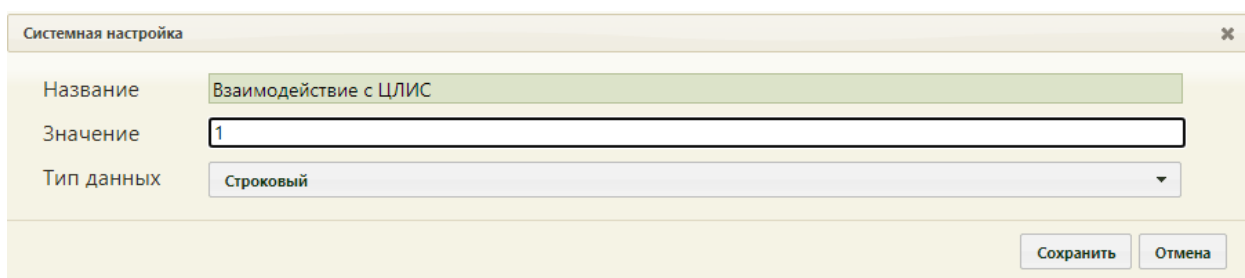 Системная настройка
Название Взаимодействие с ЦЛИС
Значение 1
Тип данных Строковый
Сохранить Отмена